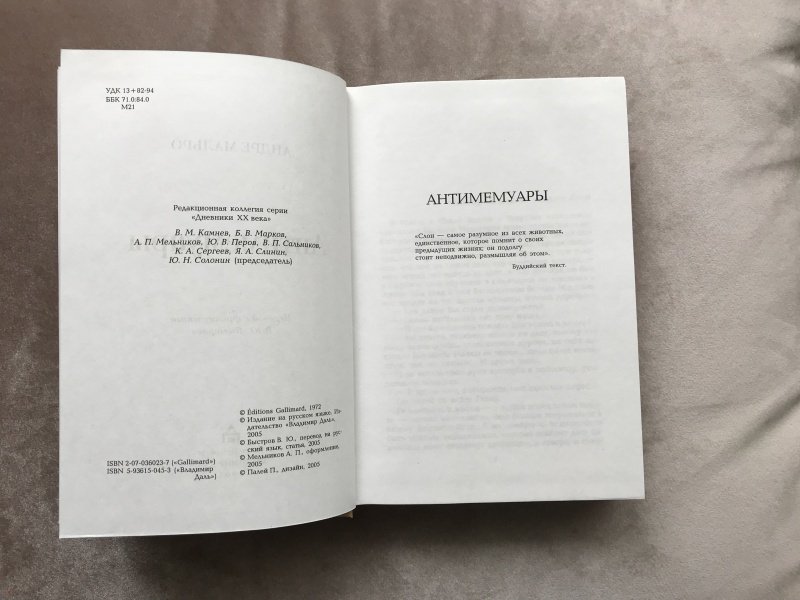 УДК 13+82-94
ББК 71.0:84.0
М21
Редакционная коллегия серии
«Дневники XX века»
В. М. Камнев, Б. В. Марков,
А. П. Мельников, Ю. В. Перов, В. П. Сальников,
К. А. Сергеев, Я. А. Слинин,
Ю. Н. Солонин (председатель)
© Éditions Gallimard, 1972
© Издание на русском языке. Из-
дательство «Владимир Даль»,
2005
© Быстров В. Ю., перевод на рус-
ский язык, статья, 2005
© Мельников А. П., оформление,
2005
© Палей П., дизайн, 2005
ISBN 2-07-036023-7 («Gallimard»)
ISBN 5-93615-045-3 («Владимир
Даль»)
АНТИМЕМУАРЫ
«Слон — самое разумное из всех животных,
единственное, которое помнит о своих
предыдущих жизнях; он подолгу
стоит неподвижно, размышляя об этом».
Буддийский текст.